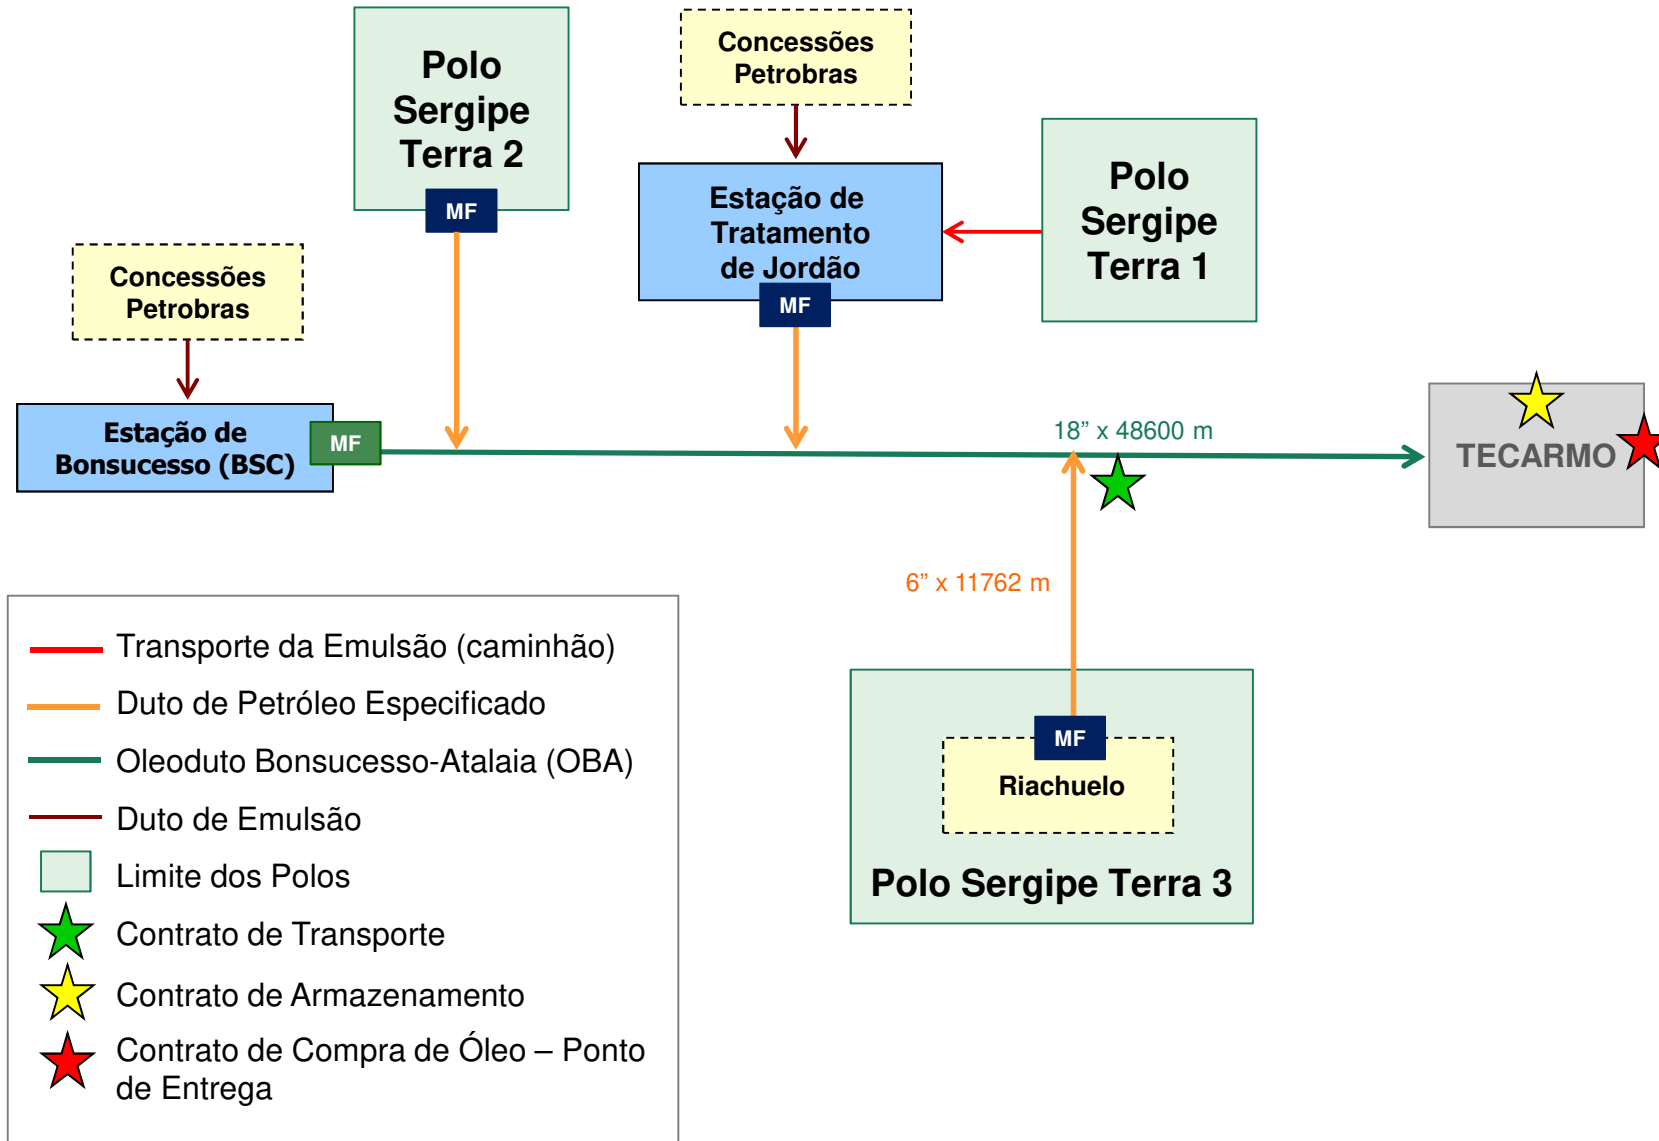 Polo
Sergipe
Terra 2
MF
Concessões
Petrobras
Estação de
Tratamento
de Jordão
MF
Polo
Sergipe
Terra 1
Concessões
Petrobras
Estação de
Bonsucesso (BSC)
MF
18” x 48600 m
TECARMO
6” x 11762 m
MF
Riachuelo
Polo Sergipe Terra 3
Transporte da Emulsão (caminhão)
Duto de Petróleo Especificado
Oleoduto Bonsucesso-Atalaia (OBA)
Duto de Emulsão
Limite dos Polos
Contrato de Transporte
Contrato de Armazenamento
Contrato de Compra de Óleo – Ponto
de Entrega